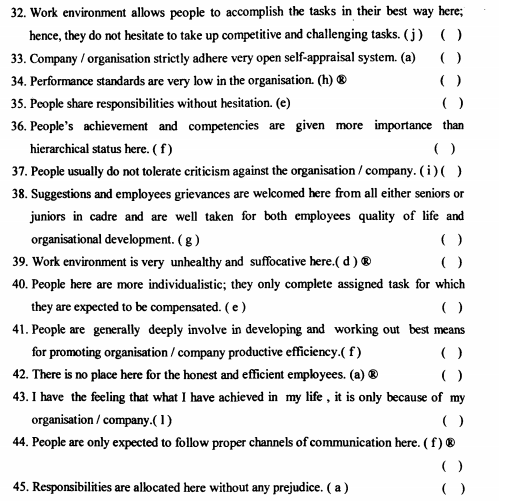 32. Work environment allows people to accomplish the tasks in their best way here;
hence, they do not hesitate to take up competitive and challenging tasks. ( j ) ( )
33. Company / organisation strictly adhere very open self-appraisal system. (a) ( )
34. Performance standards are very low in the organisation. (h) ® ( )
35. People share responsibilities without hesitation. (e) ( )
36. People's achievement and competencies are given more importance than
hierarchical status here. ( f ) ( )
37. People usually do not tolerate criticism against the organisation / company. ( i ) ( )
38. Suggestions and employees grievances are welcomed here from all either seniors or
juniors in cadre and are well taken for both employees quality of life and
organisational development. ( g ) ( )
39. Work environment is very unhealthy and suffocative here.( d ) ® ( )
40. People here are more individualistic; they only complete assigned task for which
they are expected to be compensated. ( e ) ( )
41. People are generally deeply involve in developing and working out best means
for promoting organisation / company productive efficiency.( f ) ( )
42. There is no place here for the honest and efficient employees. (a) ® ( )
43. I have the feeling that what I have achieved in my life , it is only because of my
organisation / company.( l ) ( )
44. People are only expected to follow proper channels of communication here. ( f ) ®
( )
45. Responsibilities are allocated here without any prejudice. ( a ) ( )